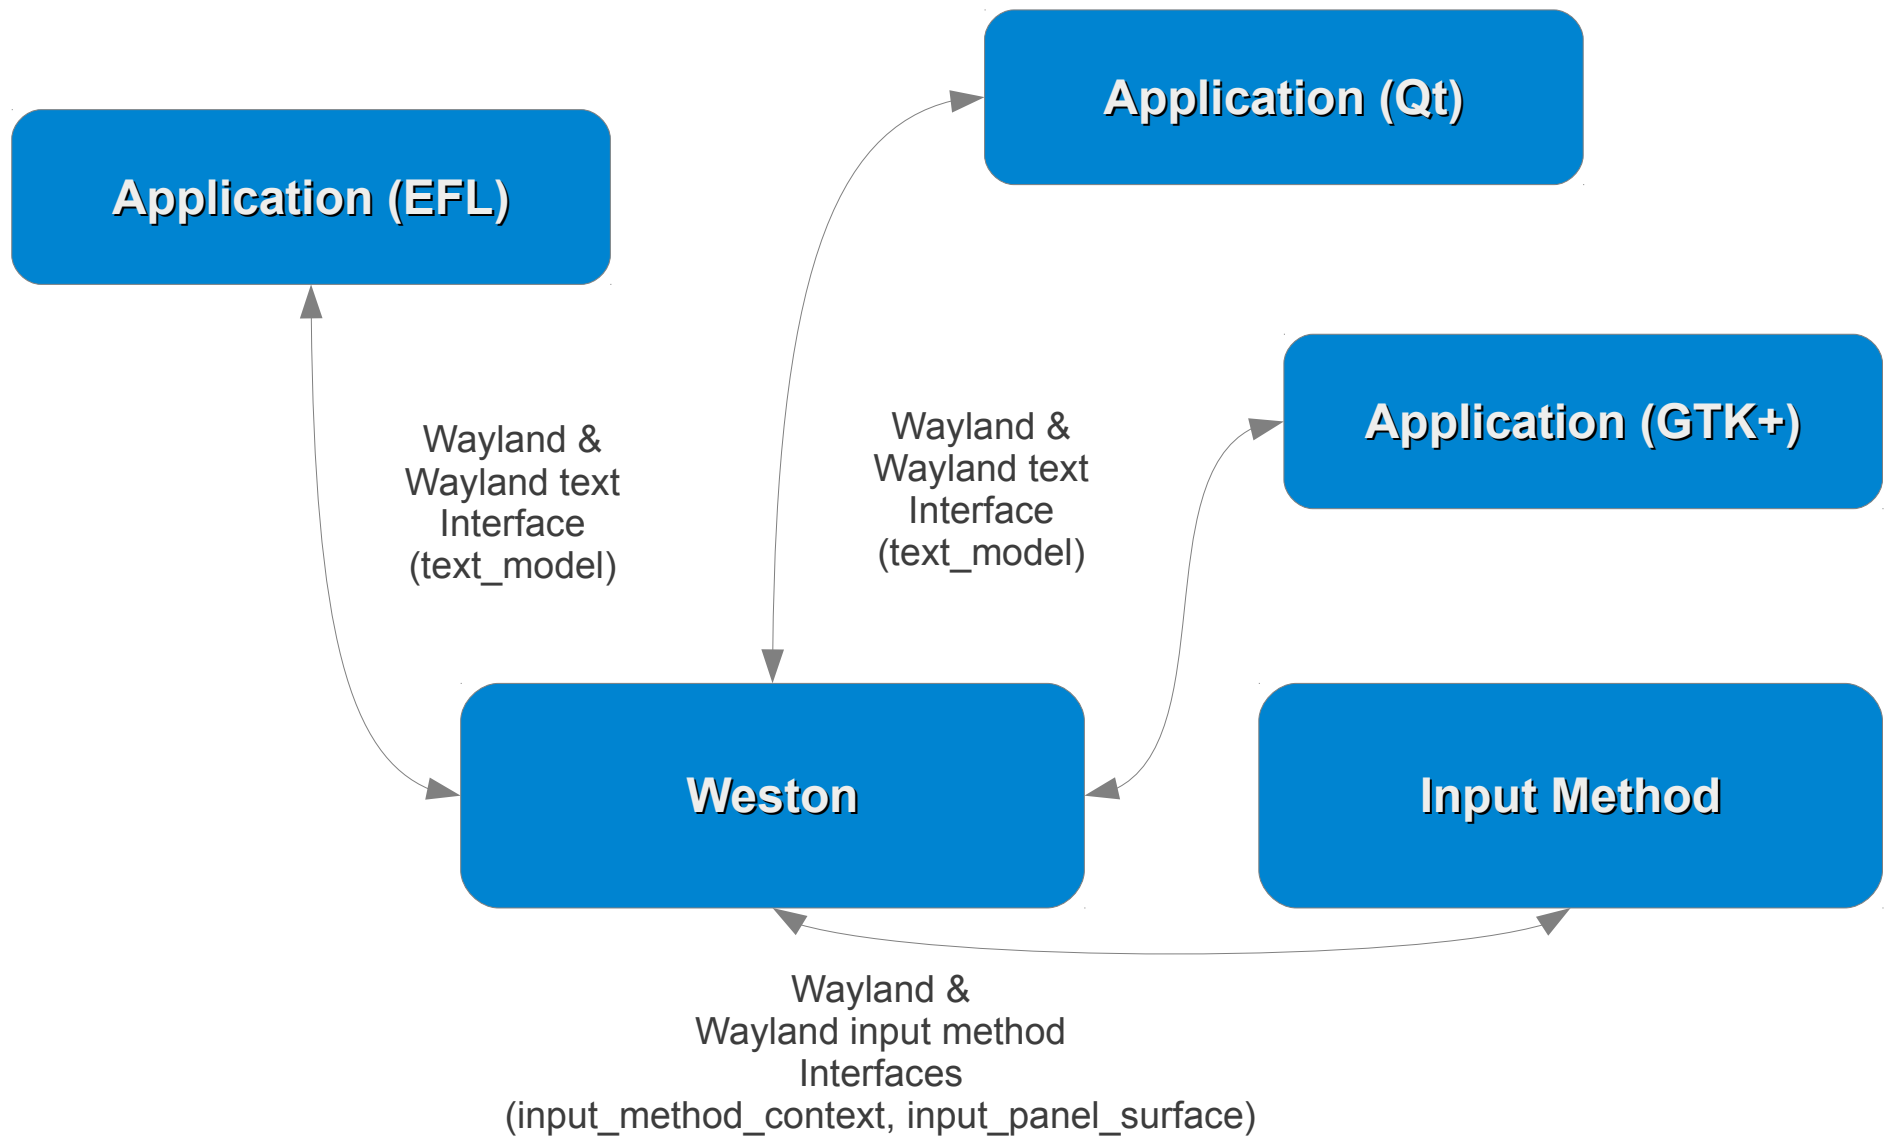 Application (Qt)
Application (EFL)
Application (GTK+)
Wayland &
Wayland text
Interface
(text_model)
Wayland &
Wayland text
Interface
(text_model)
Weston
Input Method
Wayland &
Wayland input method
Interfaces
(input_method_context, input_panel_surface)